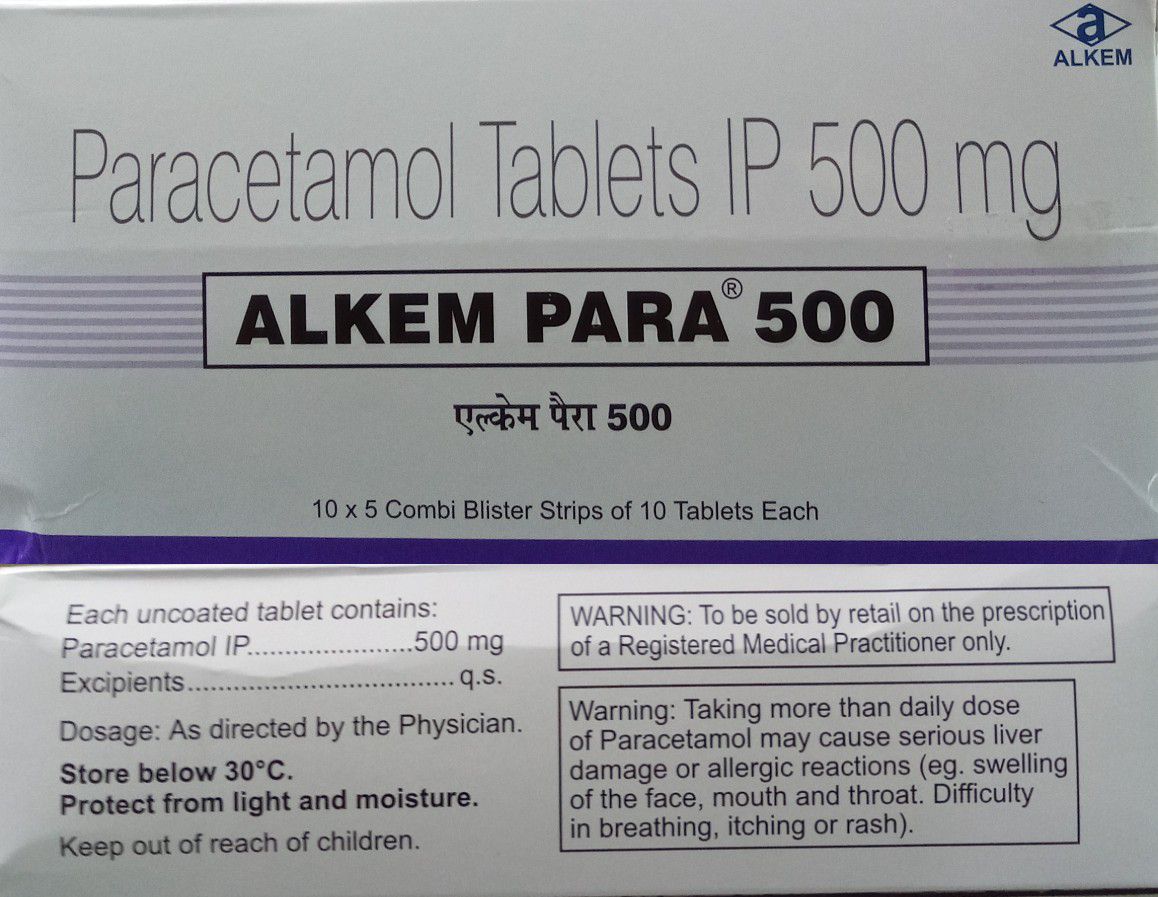 a
ALKEM
Paracetamol Tablets IP 500 mg
ALKEM PARA® 500
एल्केम पैरा 500
10 x 5 Combi Blister Strips of 10 Tablets Each
Each uncoated tablet contains:
Paracetamol IP......................500 mg
Excipients.................................... q.s.
Dosage: As directed by the Physician.
Store below 30°C.
Protect from light and moisture.
Keep out of reach of children.
WARNING: To be sold by retail on the prescription
of a Registered Medical Practitioner only.
Warning: Taking more than daily dose
of Paracetamol may cause serious liver
damage or allergic reactions (eg. swelling
of the face, mouth and throat. Difficulty
in breathing, itching or rash).